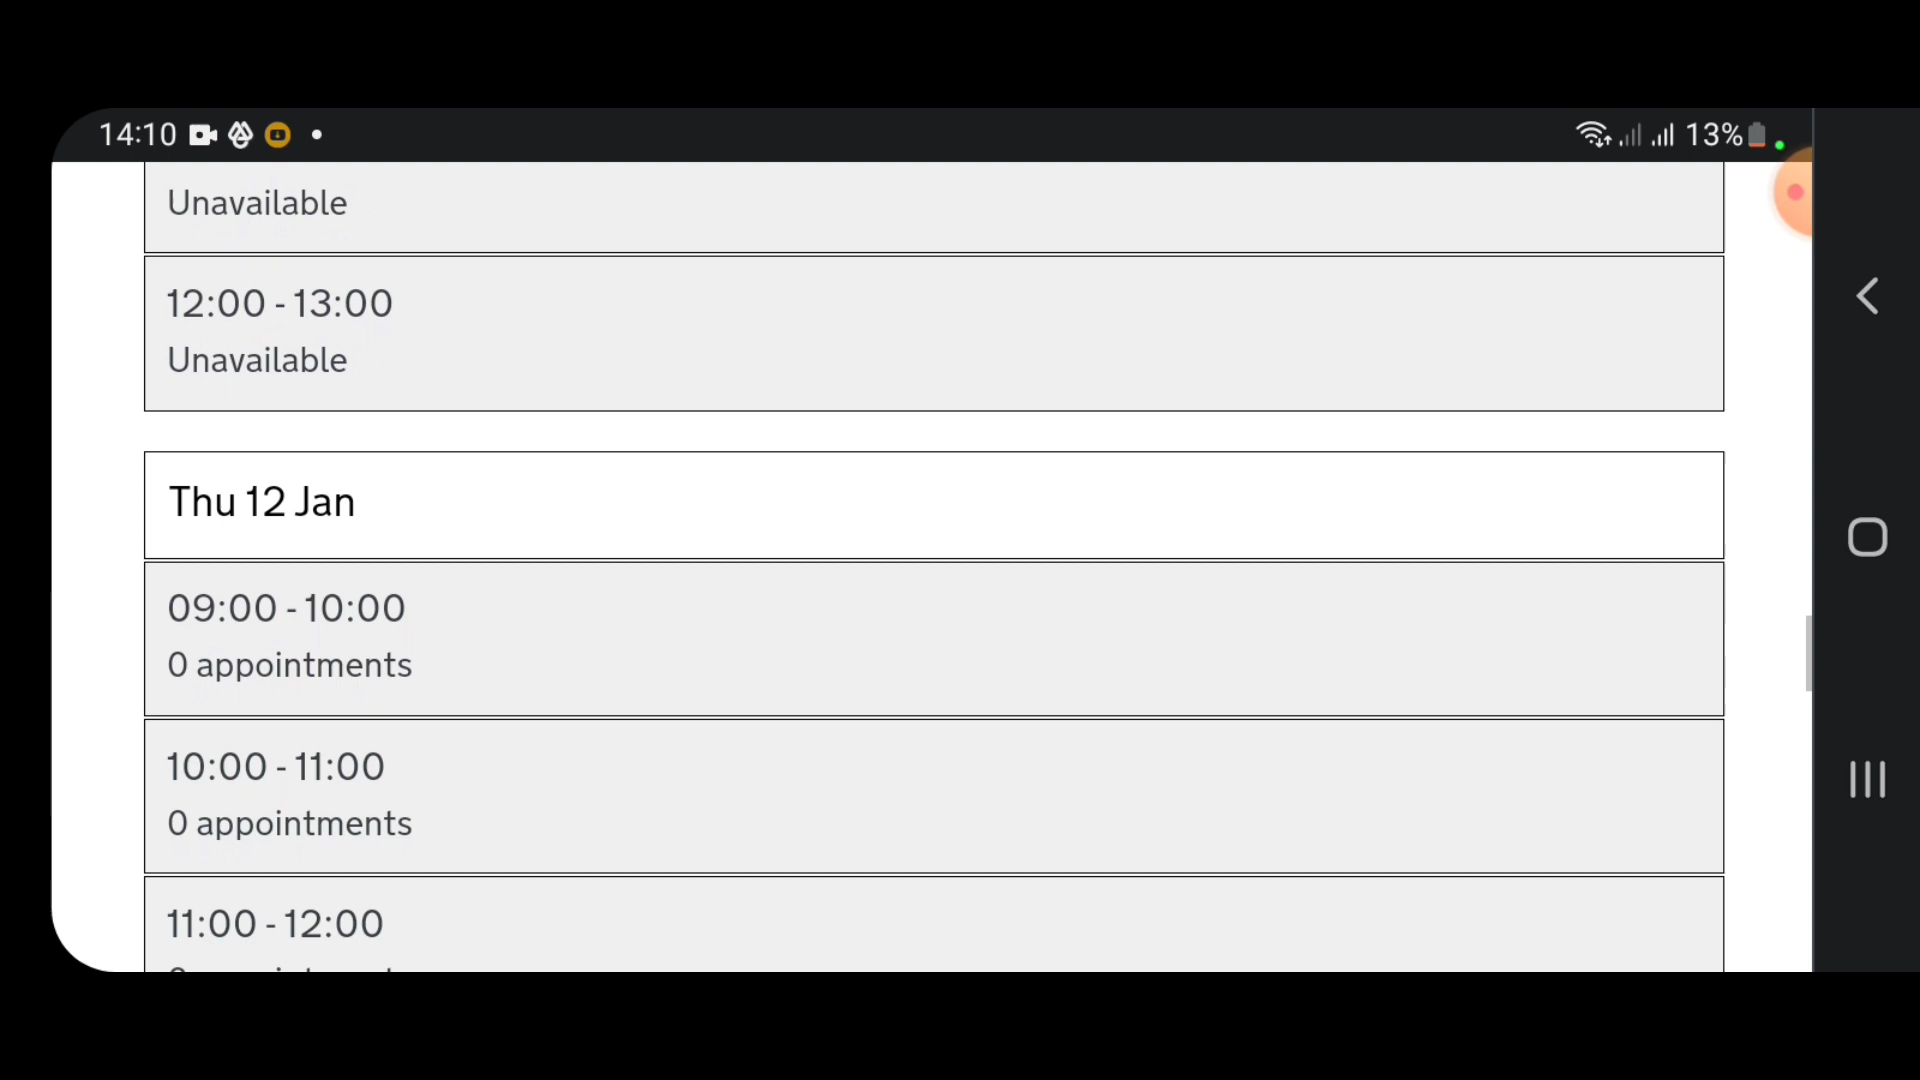 14:10
13%
Unavailable
12:00 - 13:00
Unavailable
Thu 12 Jan
09:00 - 10:00
0 appointments
10:00 - 11:00
0 appointments
11:00 - 12:00